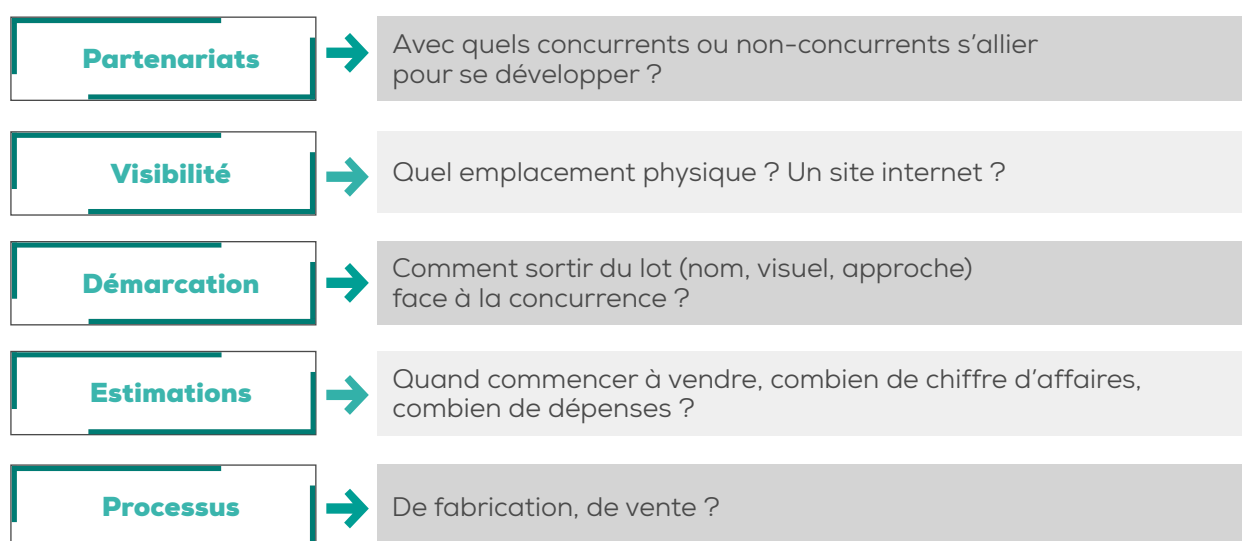 Partenariats
Avec quels concurrents ou non-concurrents s’allier
pour se développer ?
Visibilité
Quel emplacement physique ? Un site internet ?
Démarcation
Comment sortir du lot (nom, visuel, approche)
face à la concurrence ?
Estimations
Quand commencer à vendre, combien de chiffre d’affaires,
combien de dépenses ?
Processus
De fabrication, de vente ?